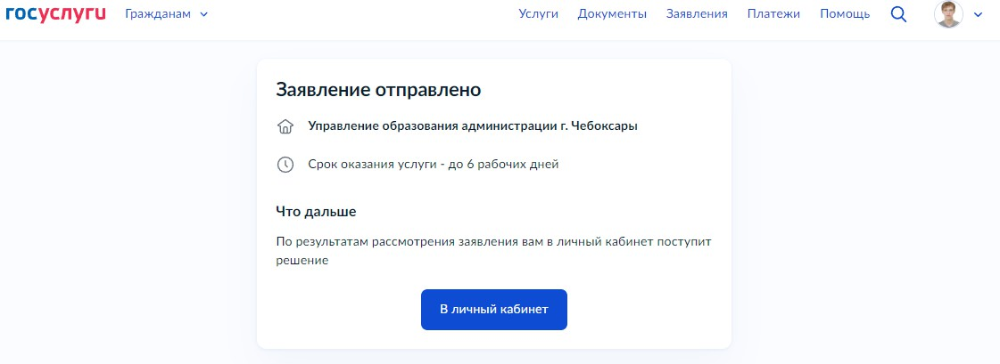 госуслуги Гражданам Услуги Документы Заявления Платежи Помощь
Заявление отправлено
Управление образования администрации г. Чебоксары
Срок оказания услуги - до 6 рабочих дней
Что дальше
По результатам рассмотрения заявления вам в личный кабинет поступит
решение
В личный кабинет